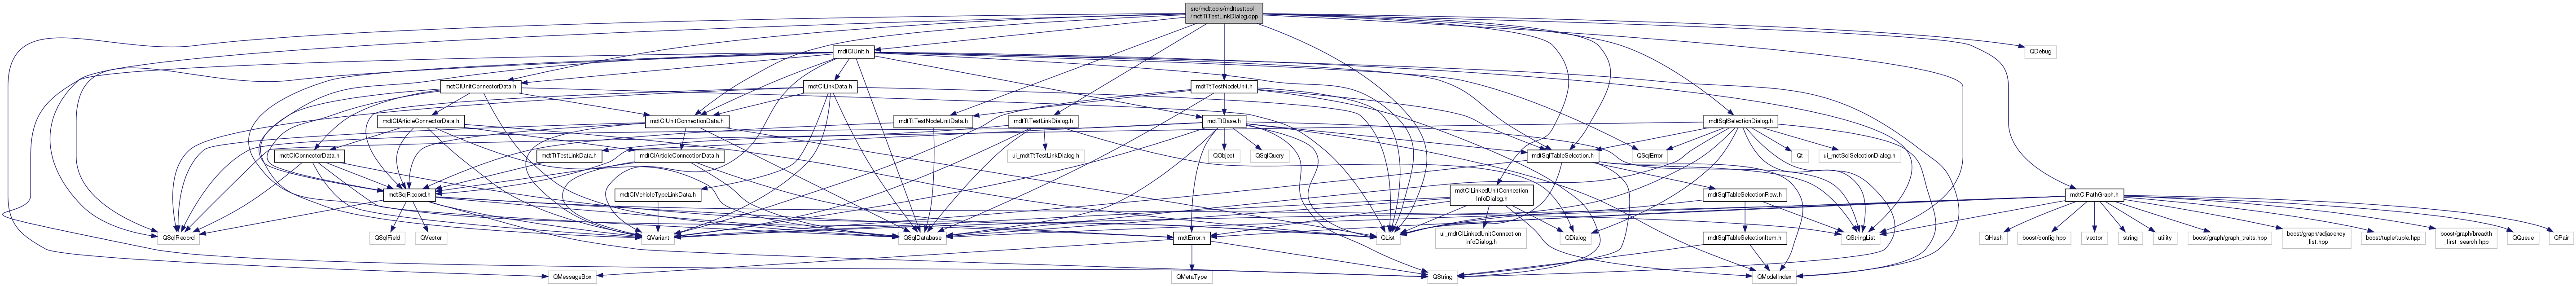 src/mdttools/mdttesttool
/mdtTtTestLinkDialog.cpp
mdtClUnit.h
QDebug
mdtClUnitConnectorData.h
mdtClLinkData.h
mdtTtTestNodeUnit.h
mdtClArticleConnectorData.h
mdtClUnitConnectionData.h
mdtTtTestNodeUnitData.h
mdtTtTestLinkDialog.h
mdtTtBase.h
mdtSqlSelectionDialog.h
mdtClConnectorData.h
mdtTtTestLinkData.h
mdtClArticleConnectionData.h
ui_mdtTtTestLinkDialog.h
QObject
QSqlQuery
mdtSqlTableSelection.h
QSqlError
Qt
ui_mdtSqlSelectionDialog.h
mdtSqlRecord.h
mdtClVehicleTypeLinkData.h
mdtClLinkedUnitConnection
InfoDialog.h
mdtSqlTableSelectionRow.h
mdtClPathGraph.h
QSqlRecord
QSqlField
QVector
QVariant
QSqlDatabase
mdtError.h
QList
ui_mdtClLinkedUnitConnection
InfoDialog.h
QDialog
mdtSqlTableSelectionItem.h
QStringList
QHash
boost/config.hpp
vector
string
utility
boost/graph/graph_traits.hpp
boost/graph/adjacency
_list.hpp
boost/tuple/tuple.hpp
boost/graph/breadth
_first_search.hpp
QQueue
QPair
QMessageBox
QMetaType
QString
QModelIndex